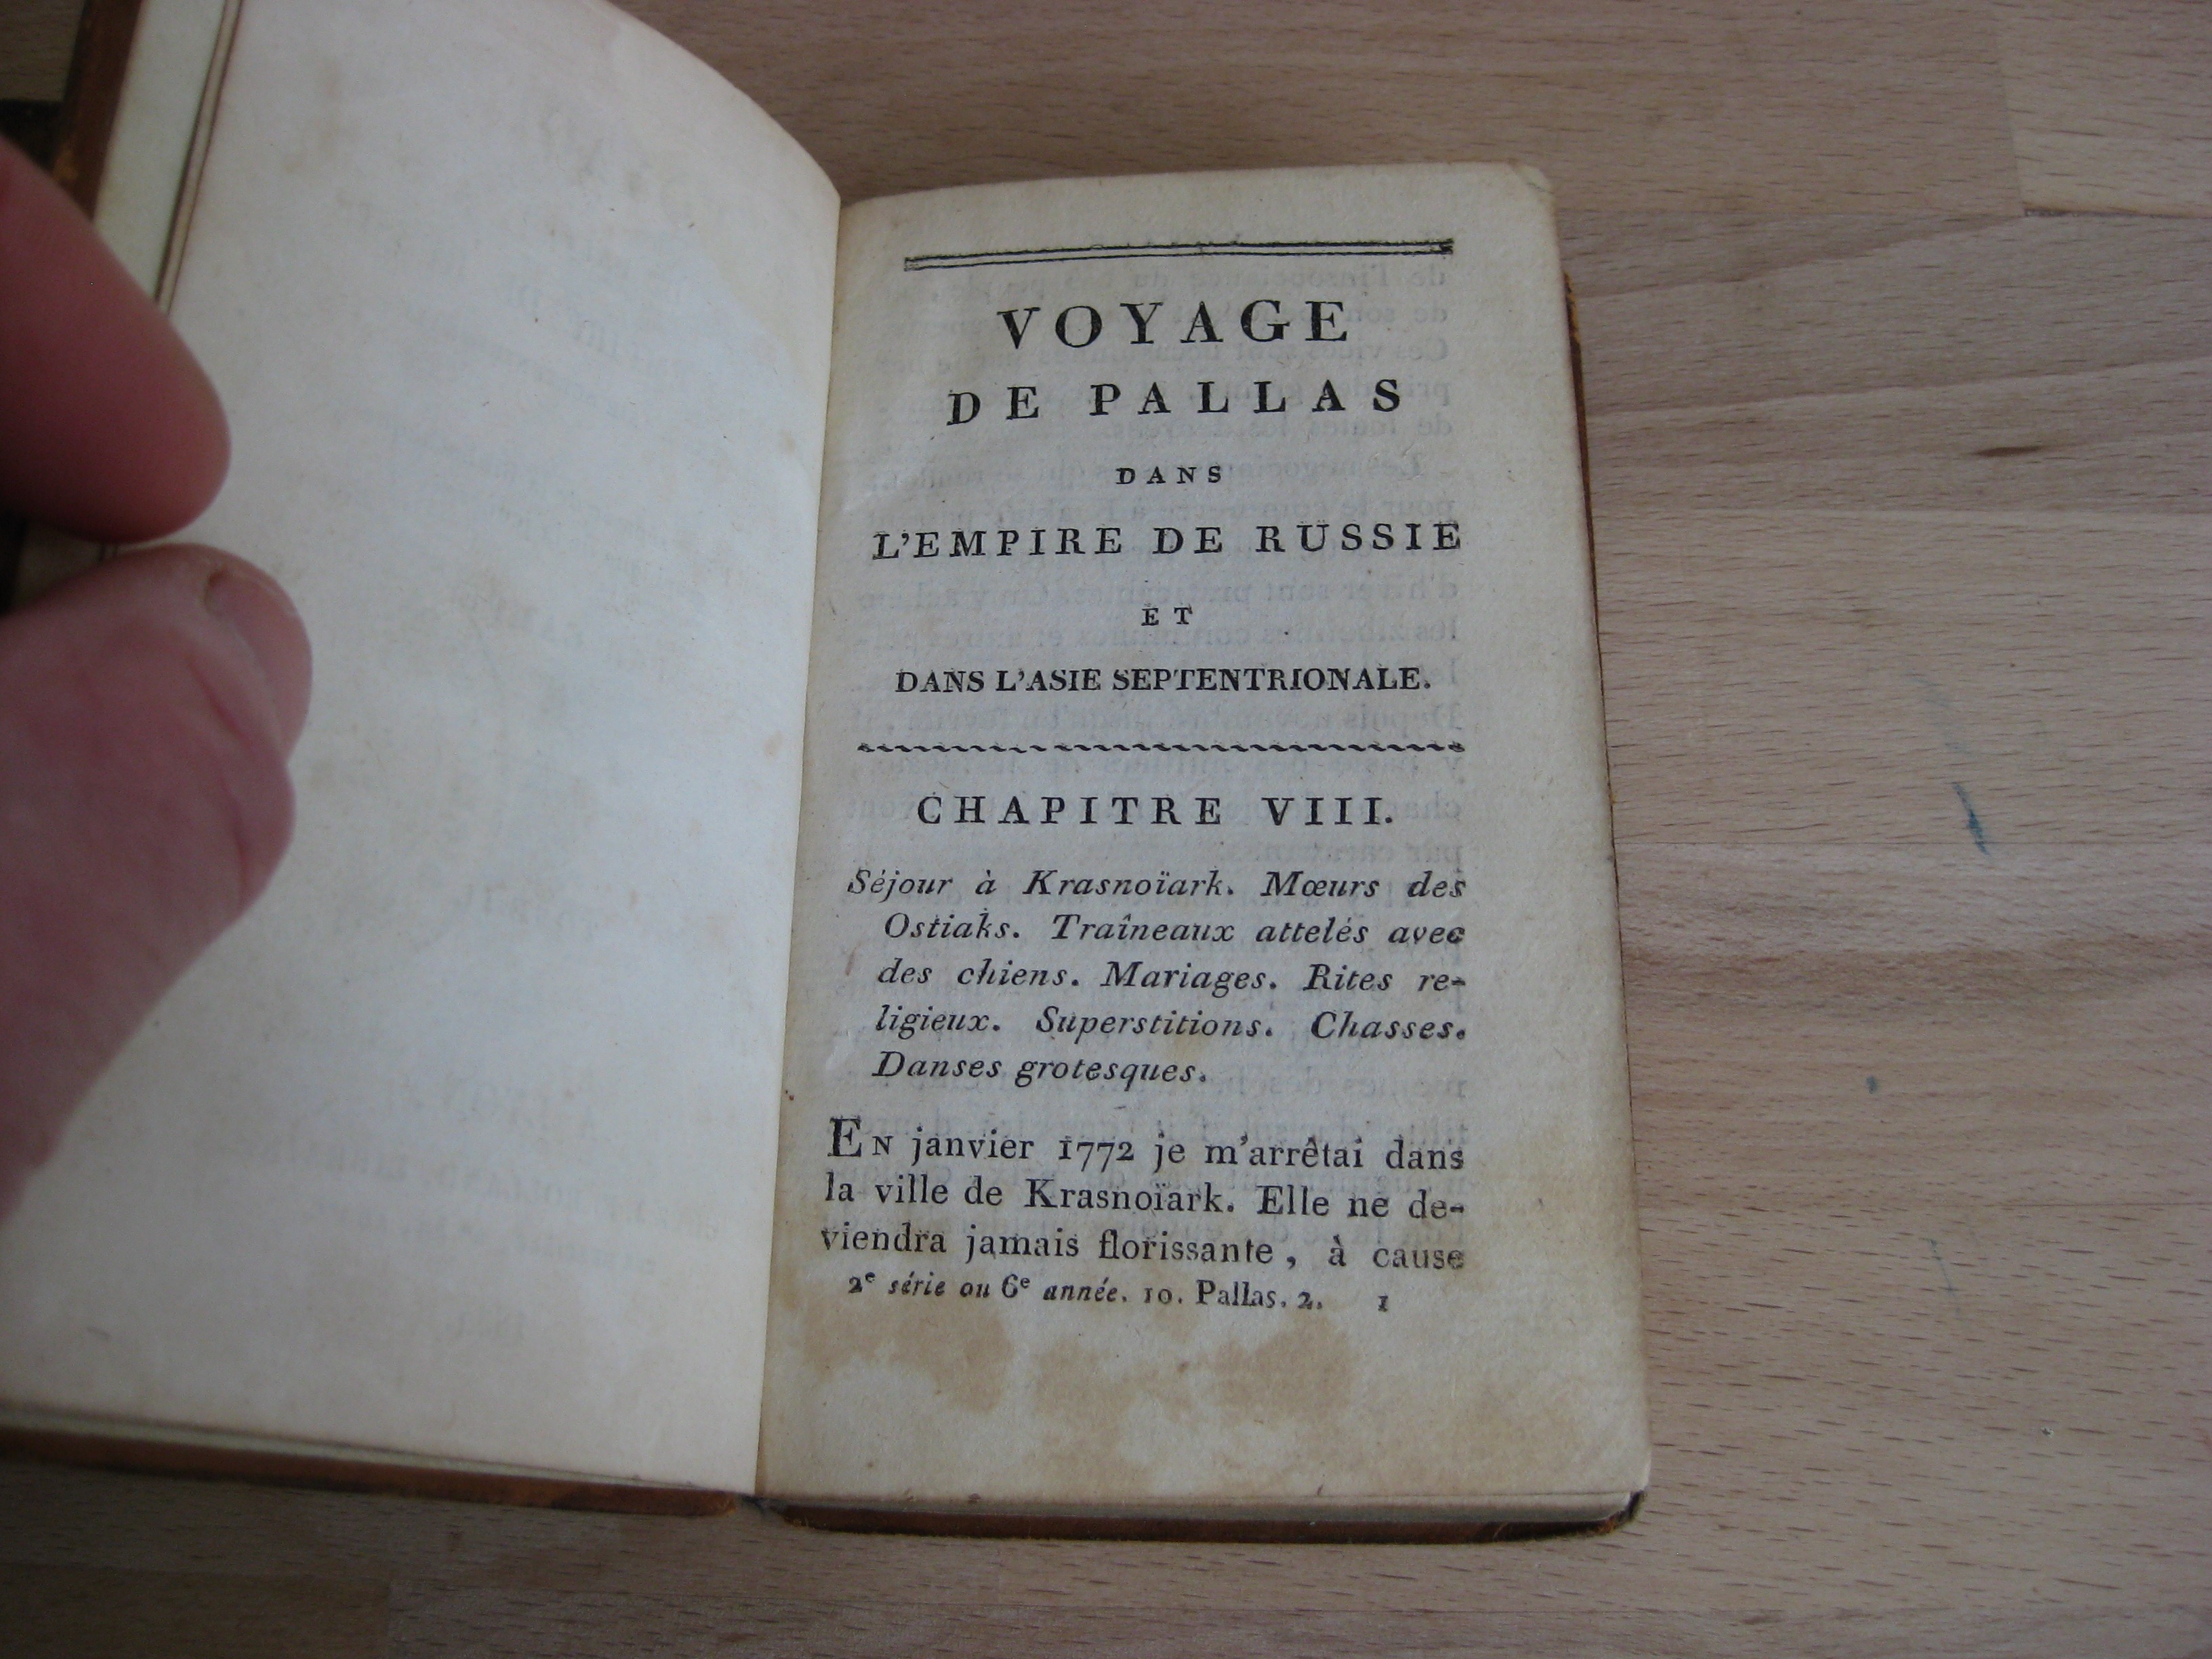 VOYAGE
DE PALLAS
DANS
L'EMPIRE DE RUSSIE
ET
DANS L'ASIE SEPTENTRIONALE.
CHAPITRE VIII.
Séjour à Krasnoïark. Mœurs des
Ostiaks. Traîneaux attelés avec
des chiens. Mariages. Rites re-
ligieux. Superstitions. Chasses.
Danses grotesques.
EN janvier 1772 je m'arrêtai dans
la ville de Krasnoïark. Elle ne de-
viendra jamais florissante, à cause
2e série ou 6e année. 10. Pallas. 2. 1